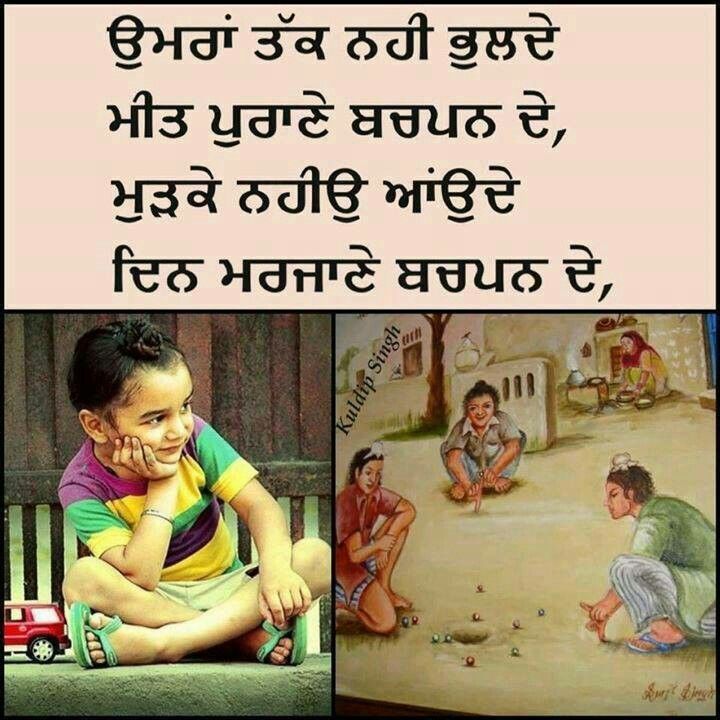 ਉਮਰਾਂ ਤੱਕ ਨਹੀ ਭੁਲਦੇ
ਮੀਤ ਪੁਰਾਣੇ ਬਚਪਨ ਦੇ,
ਮੁੜਕੇ ਨਹੀਉ ਆਂਉਦੇ
ਦਿਨ ਮਰਜਾਣੇ ਬਚਪਨ ਦੇ,
Kuldip Singh